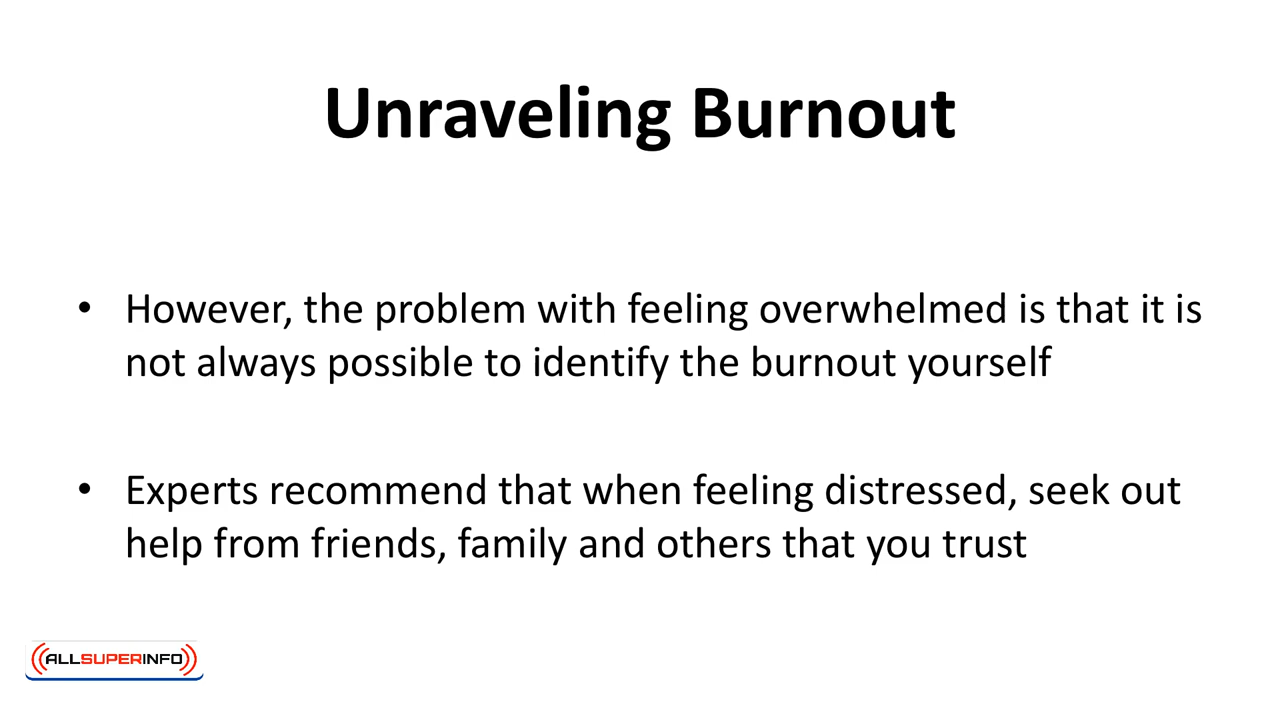 Unraveling Burnout
• However, the problem with feeling overwhelmed is that it is
not always possible to identify the burnout yourself
• Experts recommend that when feeling distressed, seek out
help from friends, family and others that you trust
ALLSUPERINFO